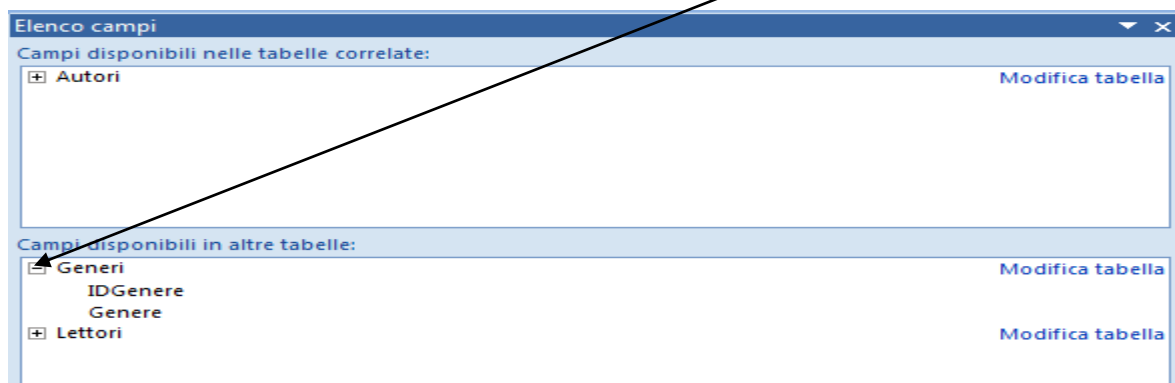 Elenco campi
Campi disponibili nelle tabelle correlate:
Autori Modifica tabella
Campi disponibili in altre tabelle:
Generi Modifica tabella
IDGenere
Genere
Lettori Modifica tabella